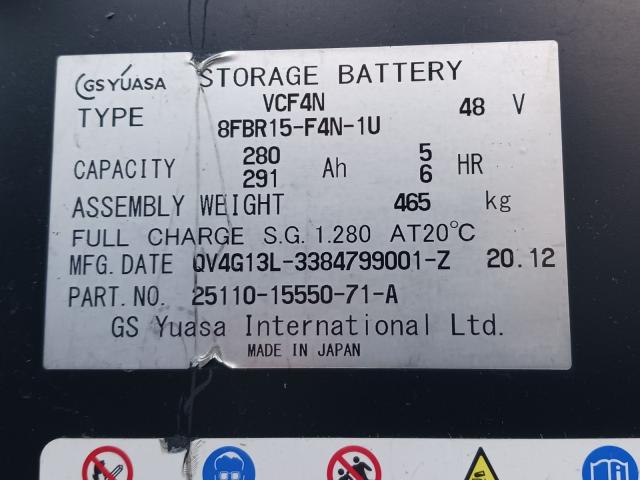 GS YUASA STORAGE BATTERY
TYPE VCF4N 48 V
8FBR15-F4N-1U
CAPACITY 280 Ah 5 HR
291 6
ASSEMBLY WEIGHT 465 kg
FULL CHARGE S.G. 1.280 AT20℃
MFG. DATE QV4G13L-3384799001-Z 20.12
PART. NO. 25110-15550-71-A
GS Yuasa International Ltd.
MADE IN JAPAN